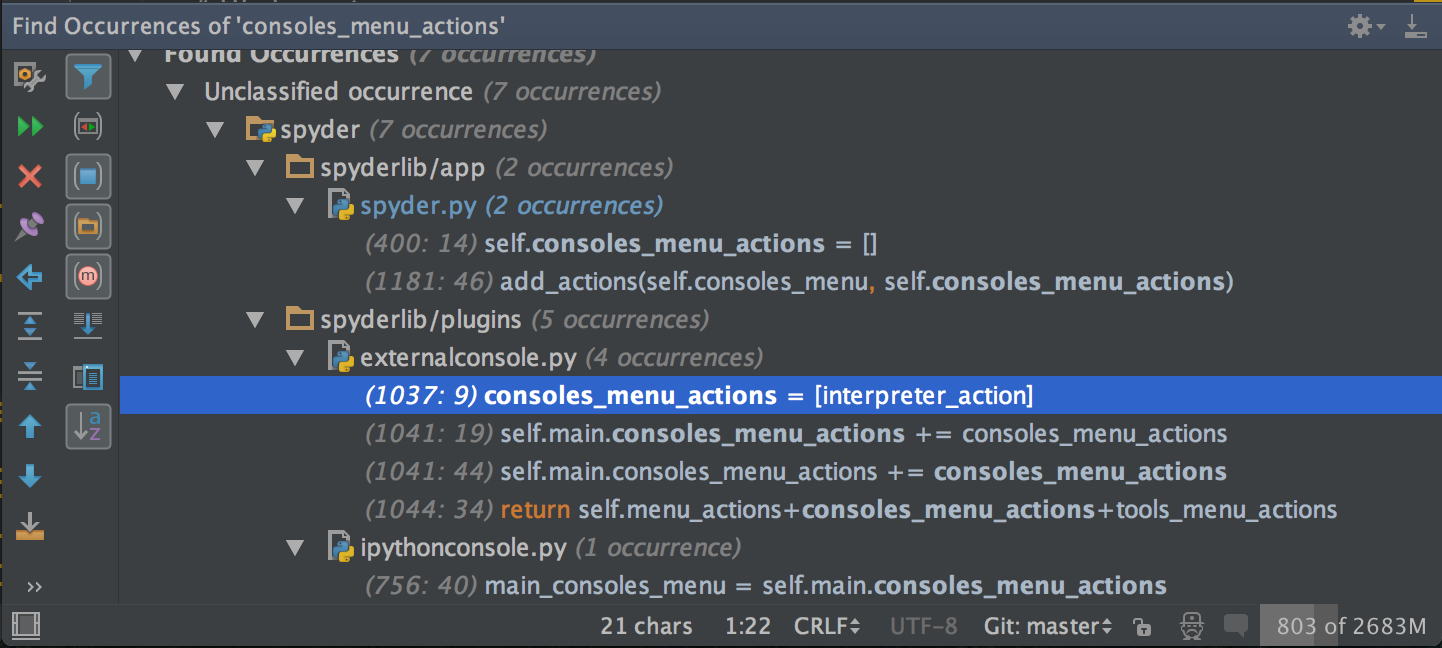 Find Occurrences of 'consoles_menu_actions'
Found Occurrences (7 occurrences)
Unclassified occurrence (7 occurrences)
spyder (7 occurrences)
spyderlib/app (2 occurrences)
spyder.py (2 occurrences)
(400: 14) self.consoles_menu_actions = []
(1181: 46) add_actions(self.consoles_menu, self.consoles_menu_actions)
spyderlib/plugins (5 occurrences)
externalconsole.py (4 occurrences)
(1037: 9) consoles_menu_actions = [interpreter_action]
(1041: 19) self.main.consoles_menu_actions += consoles_menu_actions
(1041: 44) self.main.consoles_menu_actions += consoles_menu_actions
(1044: 34) return self.menu_actions+consoles_menu_actions+tools_menu_actions
ipythonconsole.py (1 occurrence)
(756: 40) main_consoles_menu = self.main.consoles_menu_actions
21 chars 1:22 CRLF UTF-8 Git: master 803 of 2683M